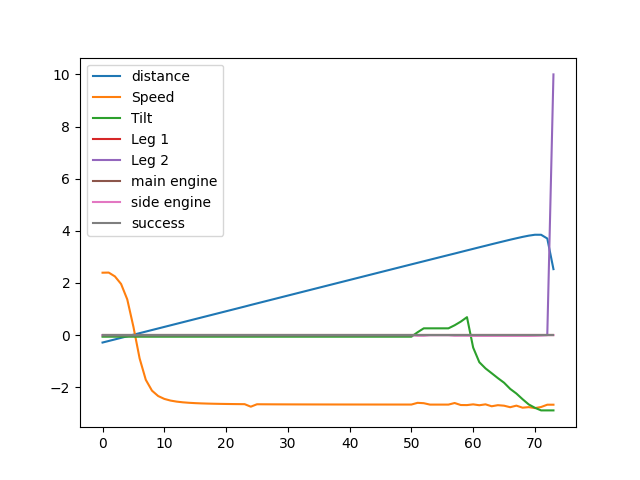 10
8
6
4
2
0
−2
distance
Speed
Tilt
Leg 1
Leg 2
main engine
side engine
success
0 10 20 30 40 50 60 70